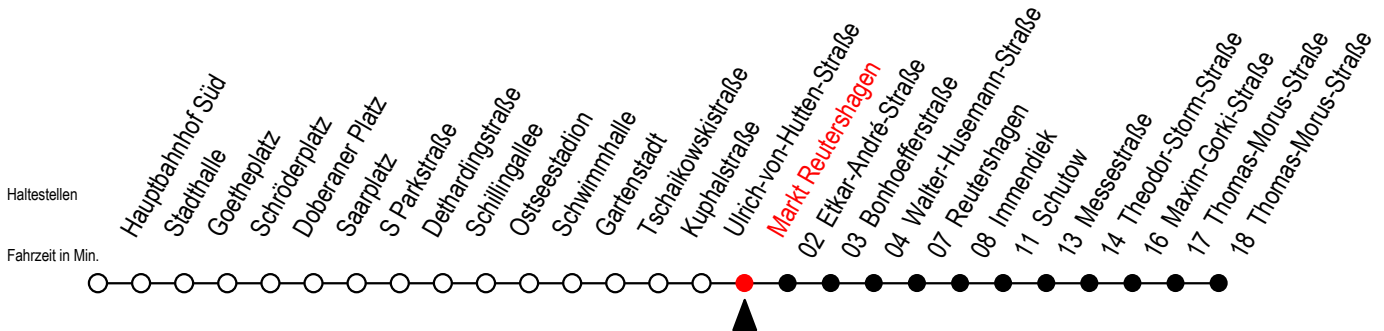 Haltestellen
Hauptbahnhof Süd
Stadthalle
Goetheplatz
Schröderplatz
Doberaner Platz
Saarplatz
S Parkstraße
Dethardingstraße
Schillingallee
Ostseestadion
Schwimmhalle
Gartenstadt
Tschaikowskistraße
Kuphalstraße
Ulrich-von-Hutten-Straße
Markt Reutershagen
02 Etkar-André-Straße
03 Bonhoefferstraße
04 Walter-Husemann-Straße
07 Reutershagen
08 Immendiek
11 Schutow
13 Messestraße
14 Theodor-Storm-Straße
16 Maxim-Gorki-Straße
17 Thomas-Morus-Straße
18 Thomas-Morus-Straße
Fahrzeit in Min.